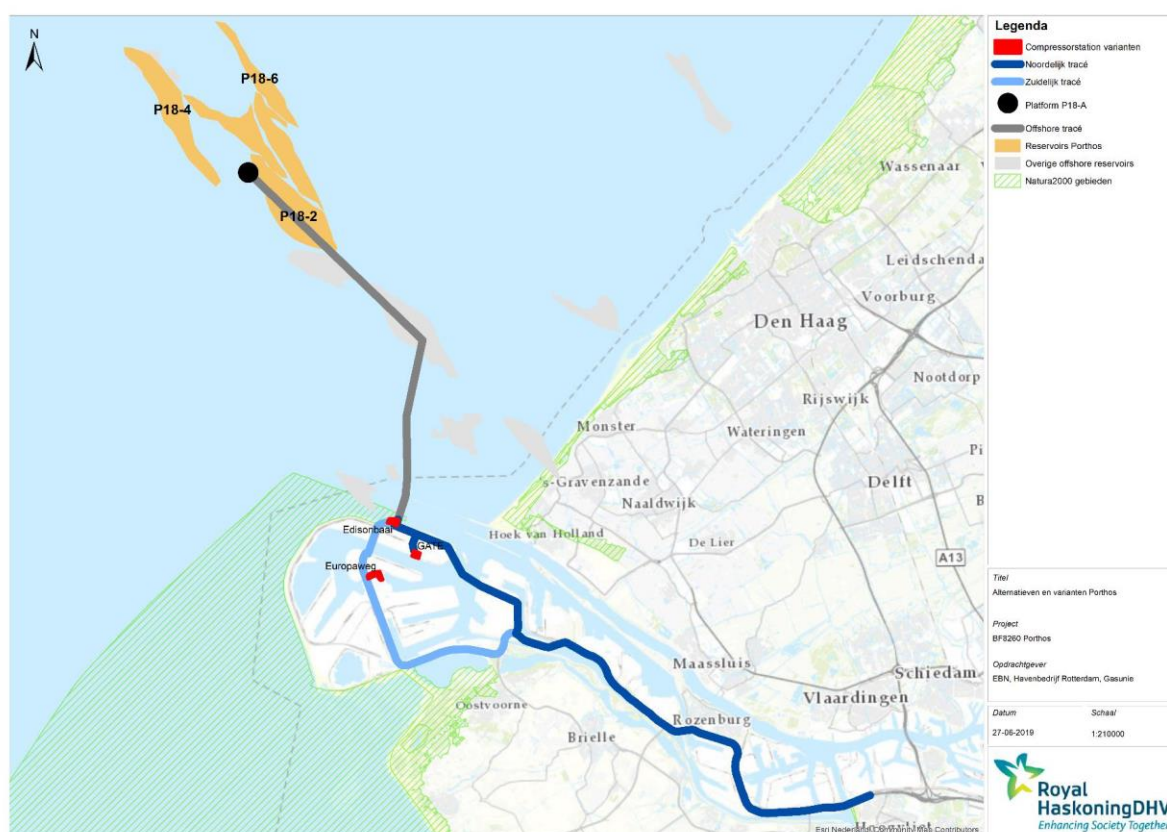 N
P18-6
P18-4
P18-2
Wassenaar
Leidschenda
Voorburg
Den Haag
Nootdorp
Rijswijk
Monster
Wateringen
Pi
's-Gravenzande
Delft
Naaldwijk
B
Edisonbaai
Hoek van Holland
De Lier
GATE
A13
Europaweg
Maassluis
Schiedam
Vlaardingen
Oostvoorne
Rozenburg
Brielle
Hoogvliet
Esri Nederland, Community Map Contributors
Legenda
Compressorstation varianten
Noordelijk tracé
Zuidelijk tracé
Platform P18-A
Offshore tracé
Reservoirs Porthos
Overige offshore reservoirs
Natura2000 gebieden
Titel
Alternatieven en varianten Porthos
Project
BF8260 Porthos
Opdrachtgever
EBN, Havenbedrijf Rotterdam, Gasunie
Datum Schaal
27-06-2019 1:210000
Royal
HaskoningDHV
Enhancing Society Together